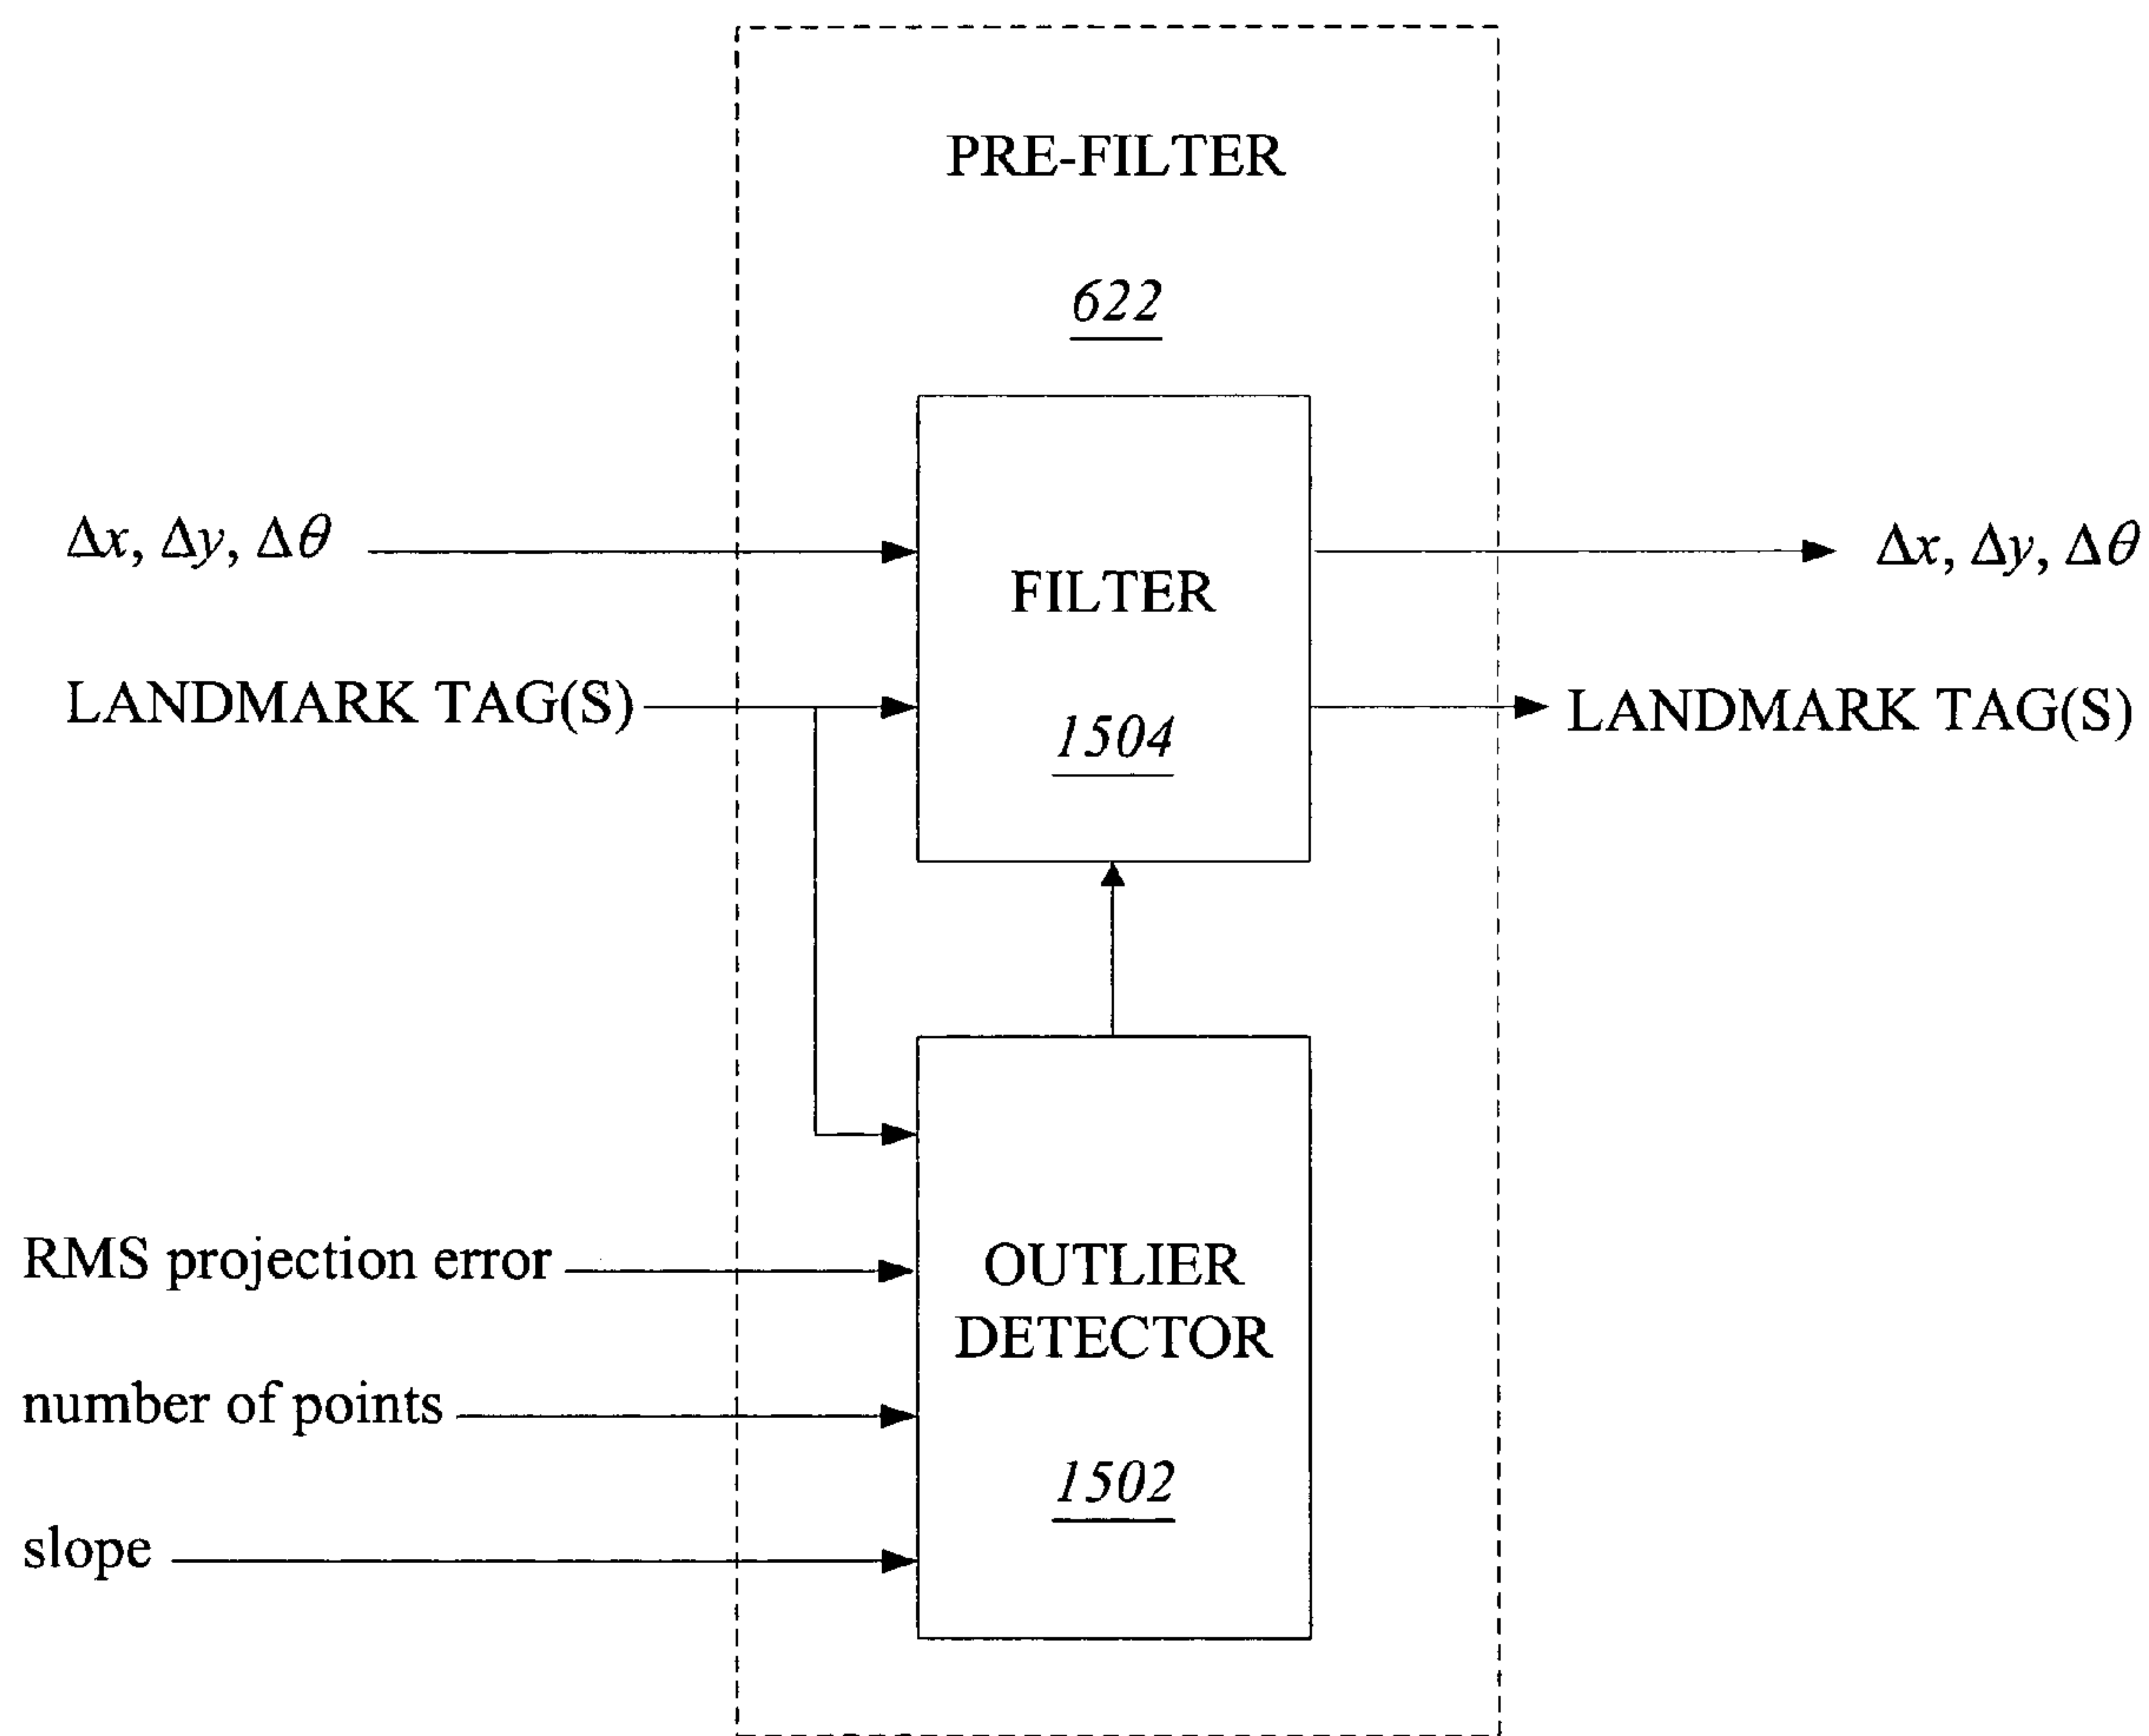 PRE-FILTER
622
Δx, Δy, Δθ
FILTER
Δx, Δy, Δθ
LANDMARK TAG(S)
1504
LANDMARK TAG(S)
RMS projection error
OUTLIER
DETECTOR
number of points
1502
slope